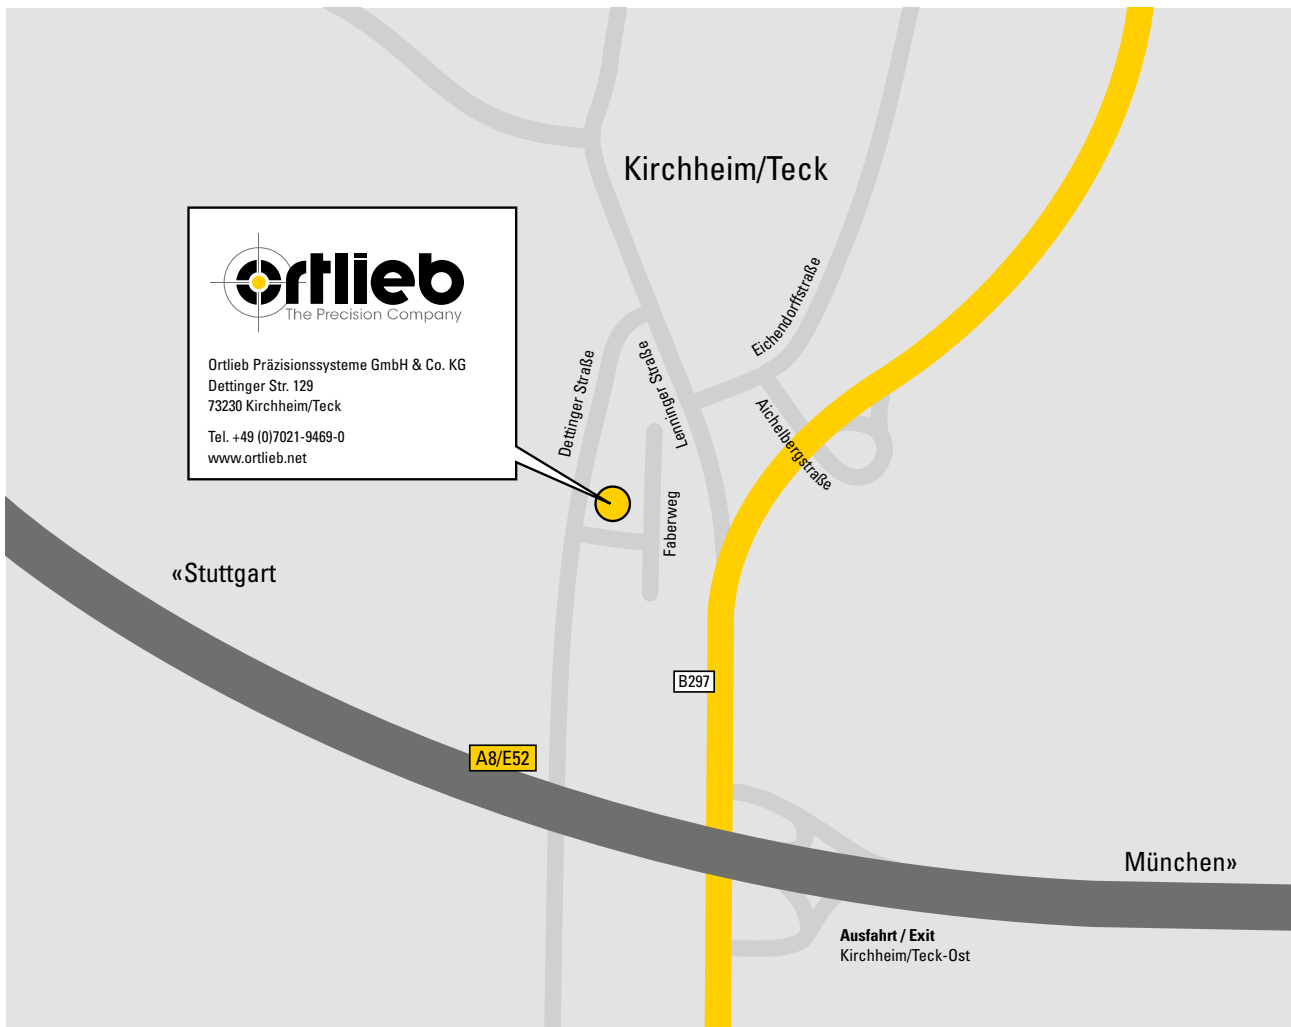 Kirchheim/Teck
ortlieb
The Precision Company
Ortlieb Präzisionssysteme GmbH & Co. KG
Dettinger Str. 129
73230 Kirchheim/Teck
Tel. +49 (0)7021-9469-0
www.ortlieb.net
Eichendorffstraße
Dettinger Straße
Lenninger Straße
Aichelbergstraße
Faberweg
«Stuttgart
B297
A8/E52
München»
Ausfahrt / Exit
Kirchheim/Teck-Ost